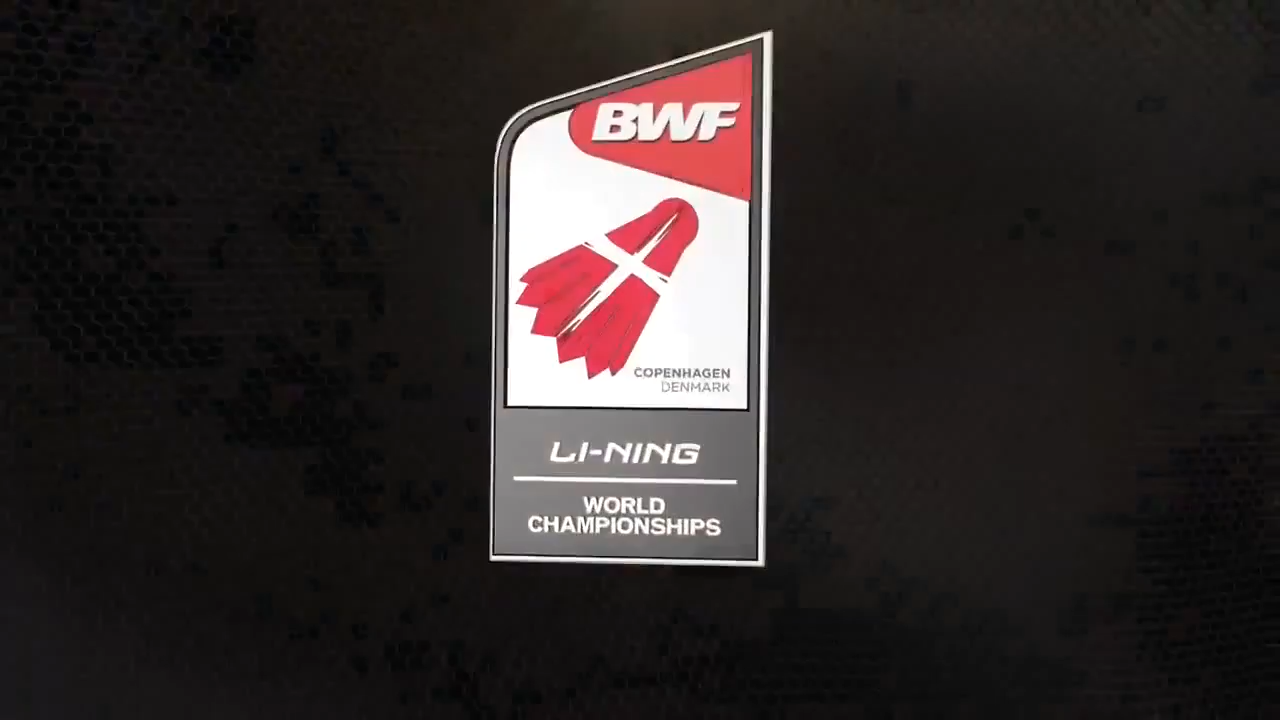 BWF
COPENHAGEN
DENMARK
LI-NING
WORLD
CHAMPIONSHIPS